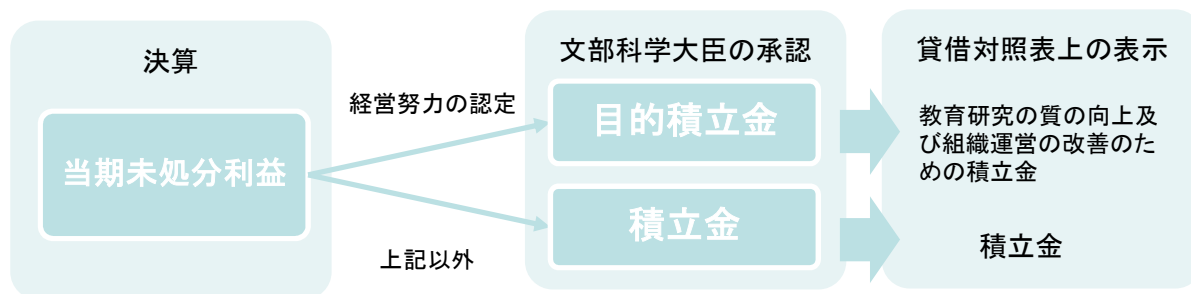 決算
当期未処分利益
経営努力の認定
上記以外
文部科学大臣の承認
目的積立金
積立金
貸借対照表上の表示
教育研究の質の向上及
び組織運営の改善のた
めの積立金
積立金